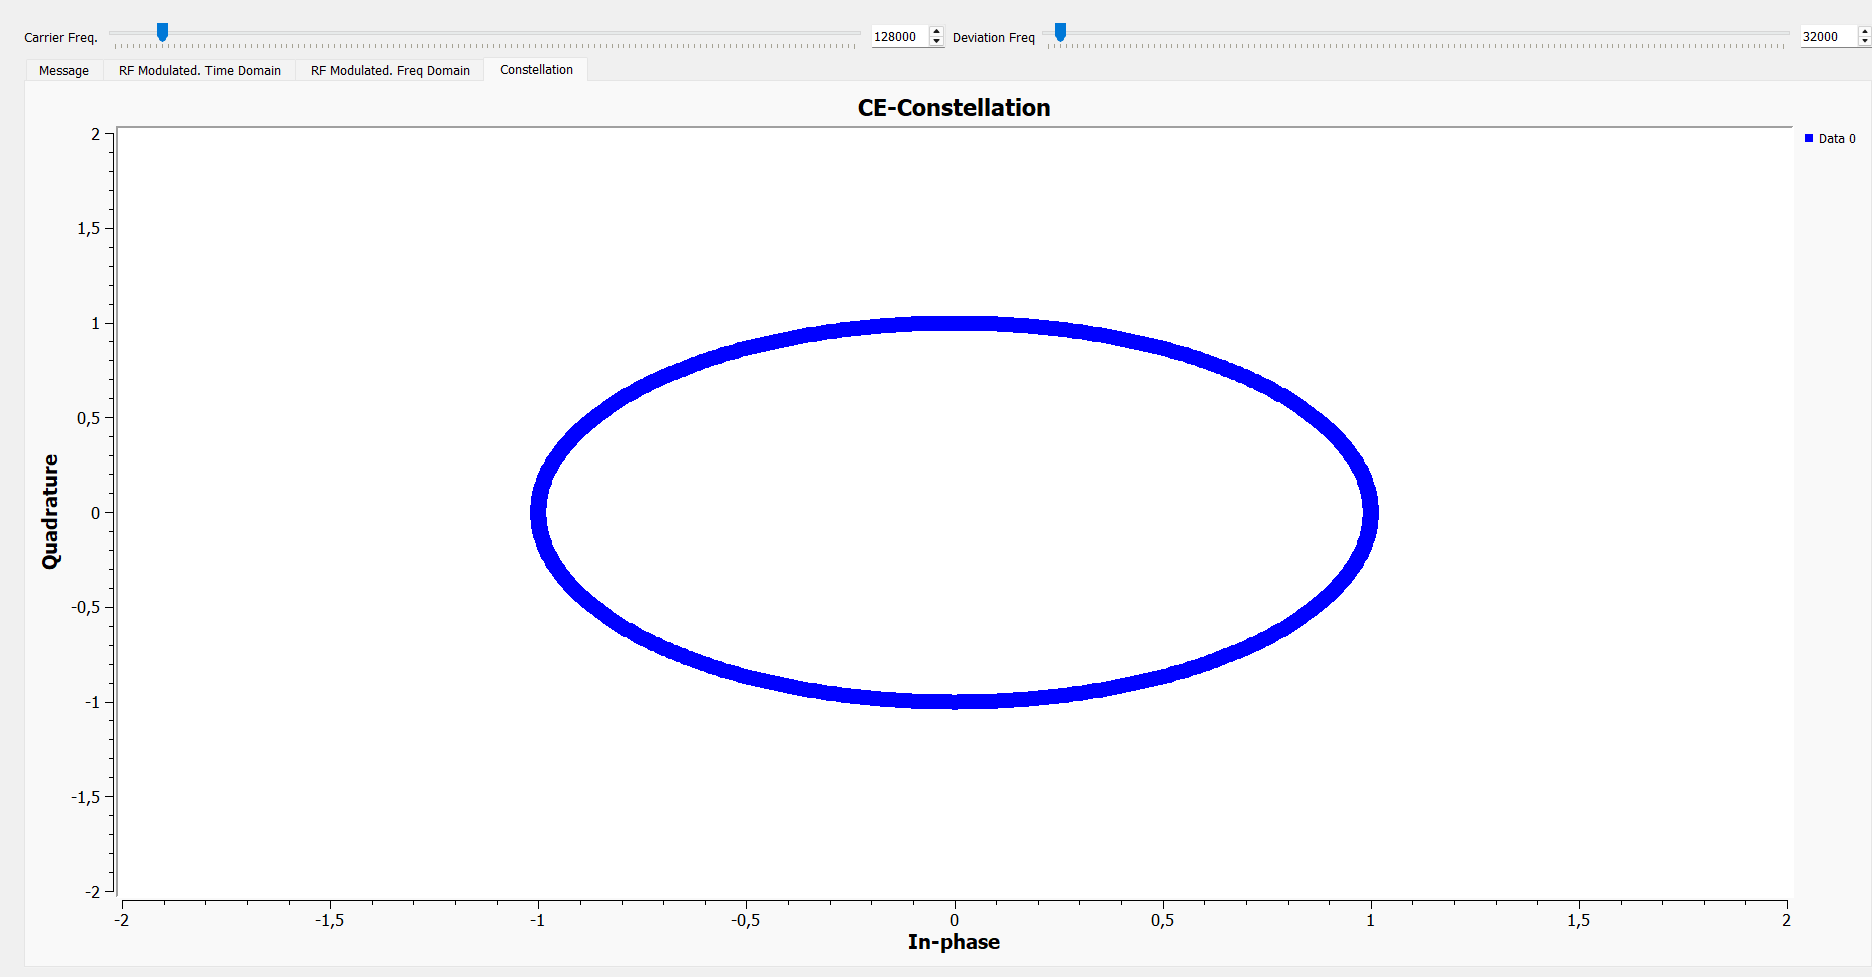 Carrier Freq. 128000 Deviation Freq 32000
Message RF Modulated. Time Domain RF Modulated. Freq Domain Constellation
CE-Constellation
Data 0
2
1,5
1
0,5
0
-0,5
-1
-1,5
-2
Quadrature
-2 -1,5 -1 -0,5 0 0,5 1 1,5 2
In-phase